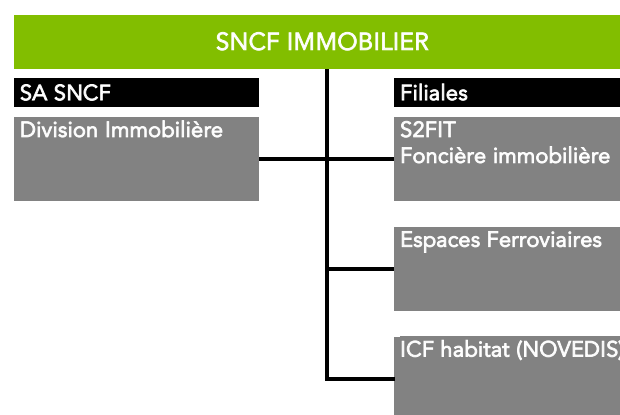 SNCF IMMOBILIER
SA SNCF
Filiales
Division Immobilière
S2FIT
Foncière immobilière
Espaces Ferroviaires
ICF habitat (NOVEDIS)